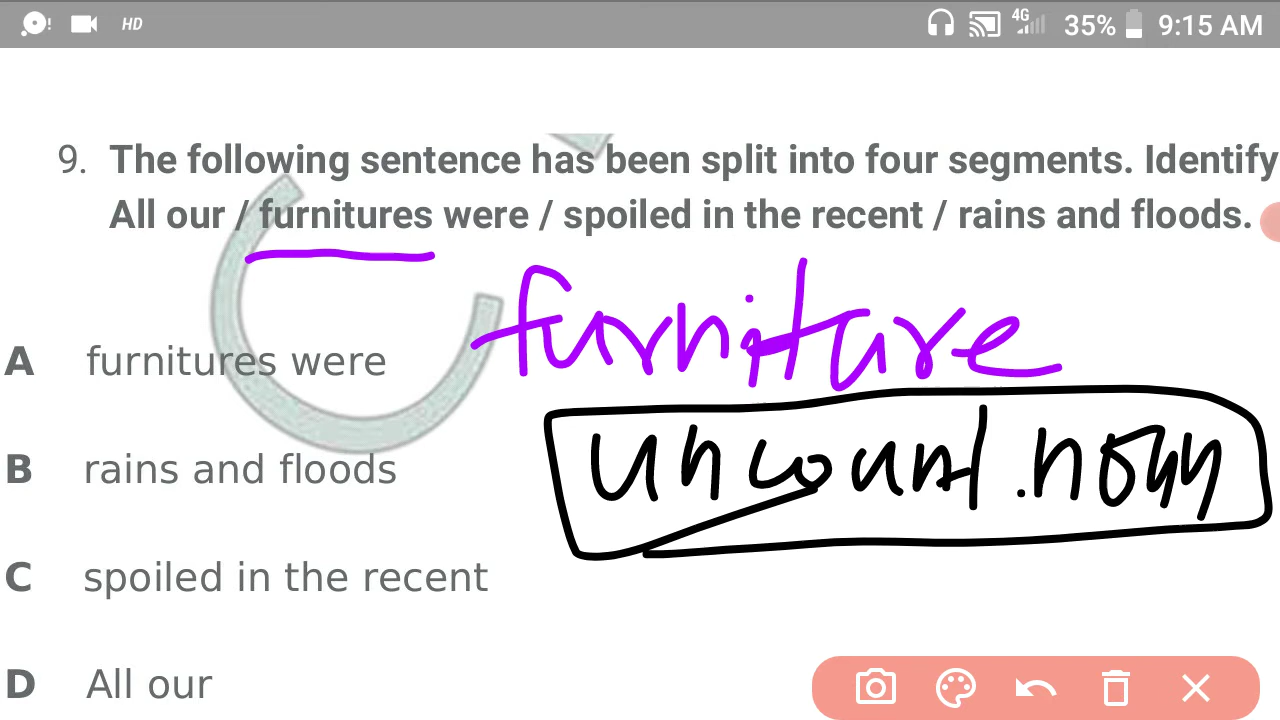 HD 4G 35% 9:15 AM
9. The following sentence has been split into four segments. Identify
All our / furnitures were / spoiled in the recent / rains and floods.
furniture
A furnitures were
uncount. noun
B rains and floods
C spoiled in the recent
D All our